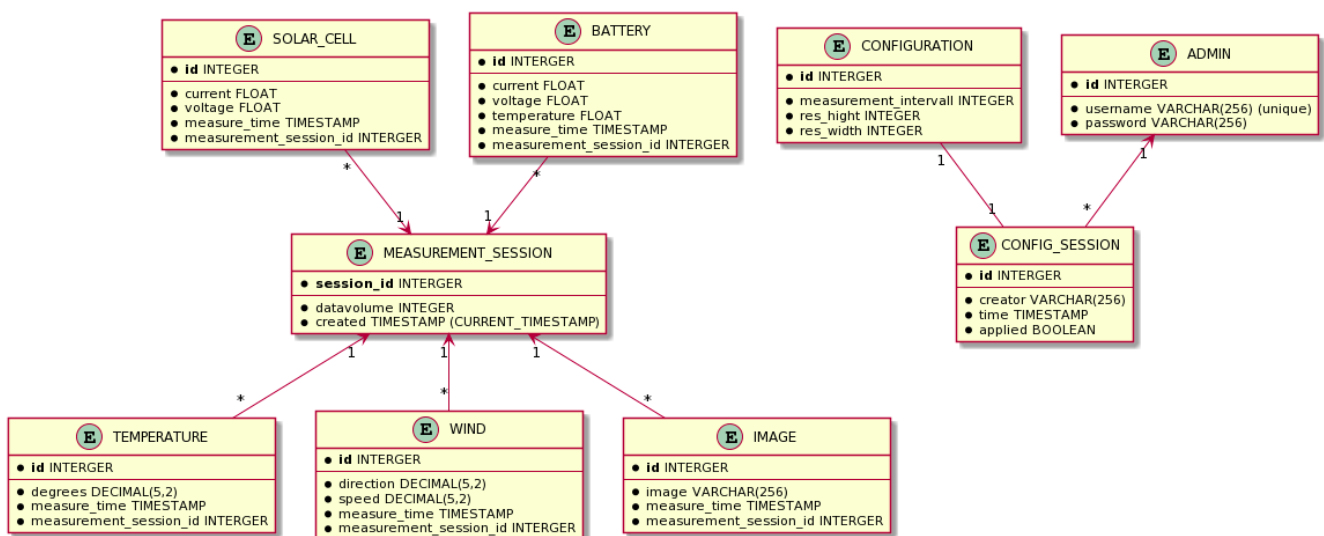 E SOLAR_CELL
id INTEGER
current FLOAT
voltage FLOAT
measure_time TIMESTAMP
measurement_session_id INTERGER
E BATTERY
id INTERGER
current FLOAT
voltage FLOAT
temperature FLOAT
measure_time TIMESTAMP
measurement_session_id INTERGER
E CONFIGURATION
id INTERGER
measurement_intervall INTEGER
res_hight INTEGER
res_width INTEGER
E ADMIN
id INTERGER
username VARCHAR(256) (unique)
password VARCHAR(256)
*
*
1
1
1
1
1
*
E MEASUREMENT_SESSION
session_id INTERGER
datavolume INTEGER
created TIMESTAMP (CURRENT_TIMESTAMP)
E CONFIG_SESSION
id INTERGER
creator VARCHAR(256)
time TIMESTAMP
applied BOOLEAN
1
1
1
*
*
*
E TEMPERATURE
id INTERGER
degrees DECIMAL(5,2)
measure_time TIMESTAMP
measurement_session_id INTERGER
E WIND
id INTERGER
direction DECIMAL(5,2)
speed DECIMAL(5,2)
measure_time TIMESTAMP
measurement_session_id INTERGER
E IMAGE
id INTERGER
image VARCHAR(256)
measure_time TIMESTAMP
measurement_session_id INTERGER